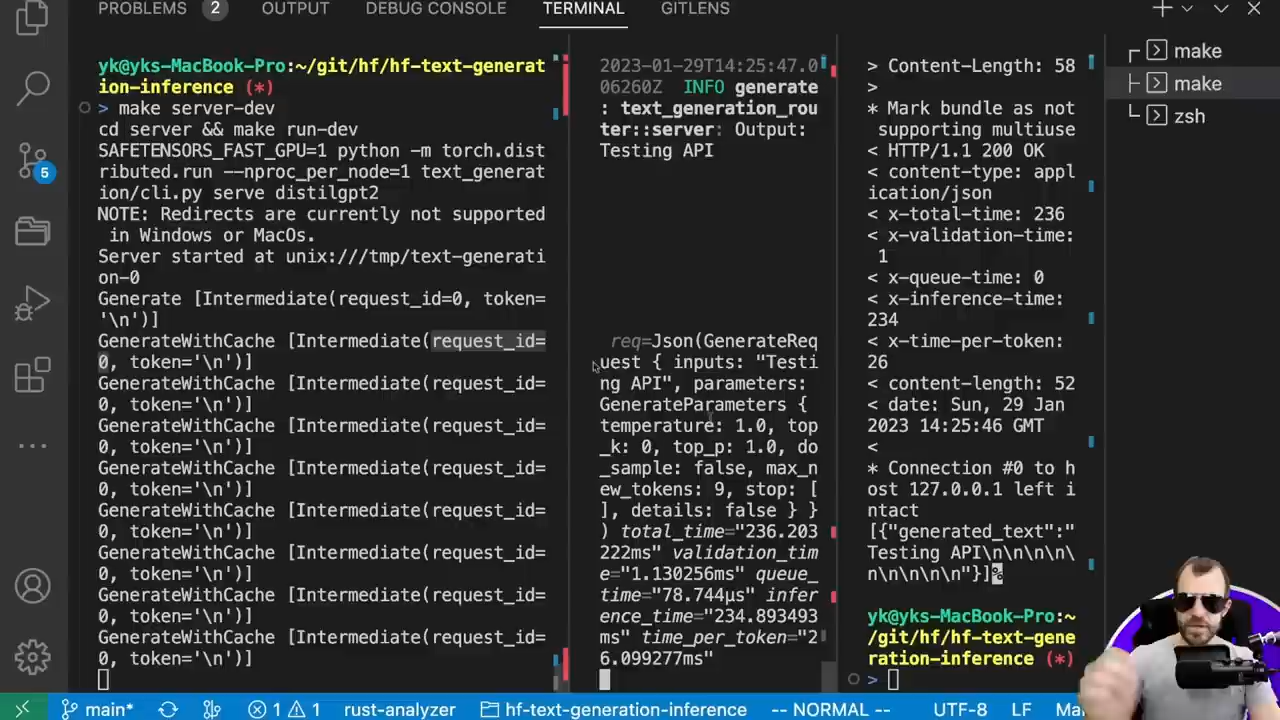 PROBLEMS 2 OUTPUT DEBUG CONSOLE TERMINAL GITLENS
yk@yks-MacBook-Pro:~/git/hf/hf-text-generat
ion-inference (*)
> make server-dev
cd server && make run-dev
SAFETENSORS_FAST_GPU=1 python -m torch.dist
ributed.run --nproc_per_node=1 text_generat
ion/cli.py serve distilgpt2
NOTE: Redirects are currently not supported
in Windows or MacOs.
Server started at unix:///tmp/text-generati
on-0
Generate [Intermediate(request_id=0, token=
'\n')]
GenerateWithCache [Intermediate(request_id=
0, token='\n')]
GenerateWithCache [Intermediate(request_id=
0, token='\n')]
GenerateWithCache [Intermediate(request_id=
0, token='\n')]
GenerateWithCache [Intermediate(request_id=
0, token='\n')]
GenerateWithCache [Intermediate(request_id=
0, token='\n')]
GenerateWithCache [Intermediate(request_id=
0, token='\n')]
GenerateWithCache [Intermediate(request_id=
0, token='\n')]
GenerateWithCache [Intermediate(request_id=
0, token='\n')]
2023-01-29T14:25:47.0
06260Z INFO generate
: text_generation_rou
ter::server: Output:
Testing API
req=Json(GenerateReq
uest { inputs: "Testi
ng API", parameters:
GenerateParameters {
temperature: 1.0, top
_k: 0, top_p: 1.0, do
_sample: false, max_n
ew_tokens: 9, stop: [
], details: false } }
) total_time="236.203
222ms" validation_tim
e="1.130256ms" queue_
time="78.744µs" infer
ence_time="234.893493
ms" time_per_token="2
6.099277ms"
> Content-Length: 58
>
* Mark bundle as not
supporting multiuse
< HTTP/1.1 200 OK
< content-type: appl
ication/json
< x-total-time: 236
< x-validation-time:
1
< x-queue-time: 0
< x-inference-time:
234
< x-time-per-token:
26
< content-length: 52
< date: Sun, 29 Jan
2023 14:25:46 GMT
<
* Connection #0 to h
ost 127.0.0.1 left i
ntact
[{"generated_text":"
Testing API\n\n\n\n\
n\n\n\n\n"}]%
yk@yks-MacBook-Pro:~
/git/hf/hf-text-gene
ration-inference (*)
>
make
make
zsh
5
main* 1 1 rust-analyzer hf-text-generation-inference -- NORMAL -- UTF-8 LF